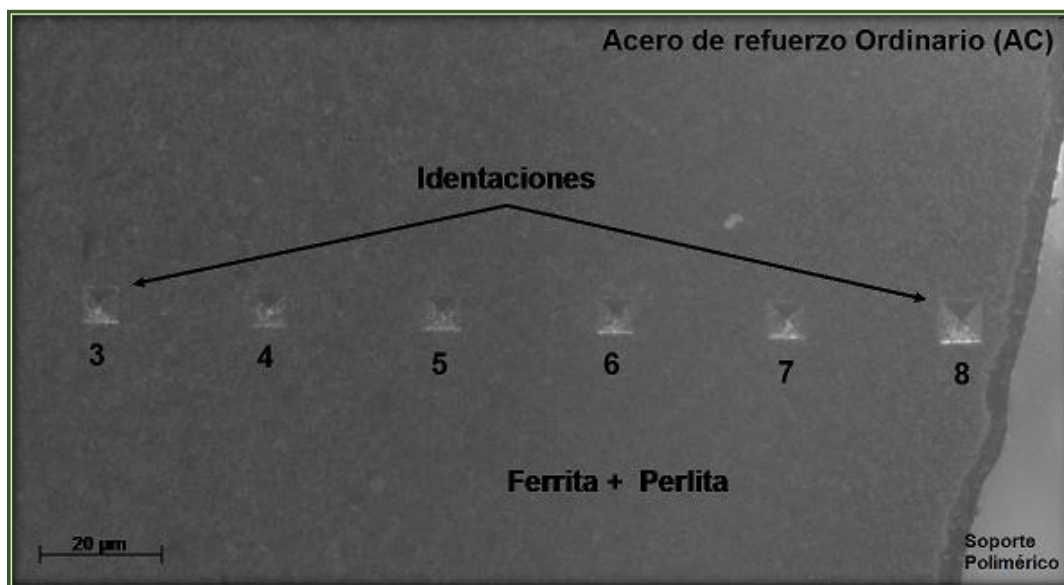 Acero de refuerzo Ordinario (AC)
Identaciones
3 4 5 6 7 8
Ferrita + Perlita
20 µm
Soporte
Polimérico